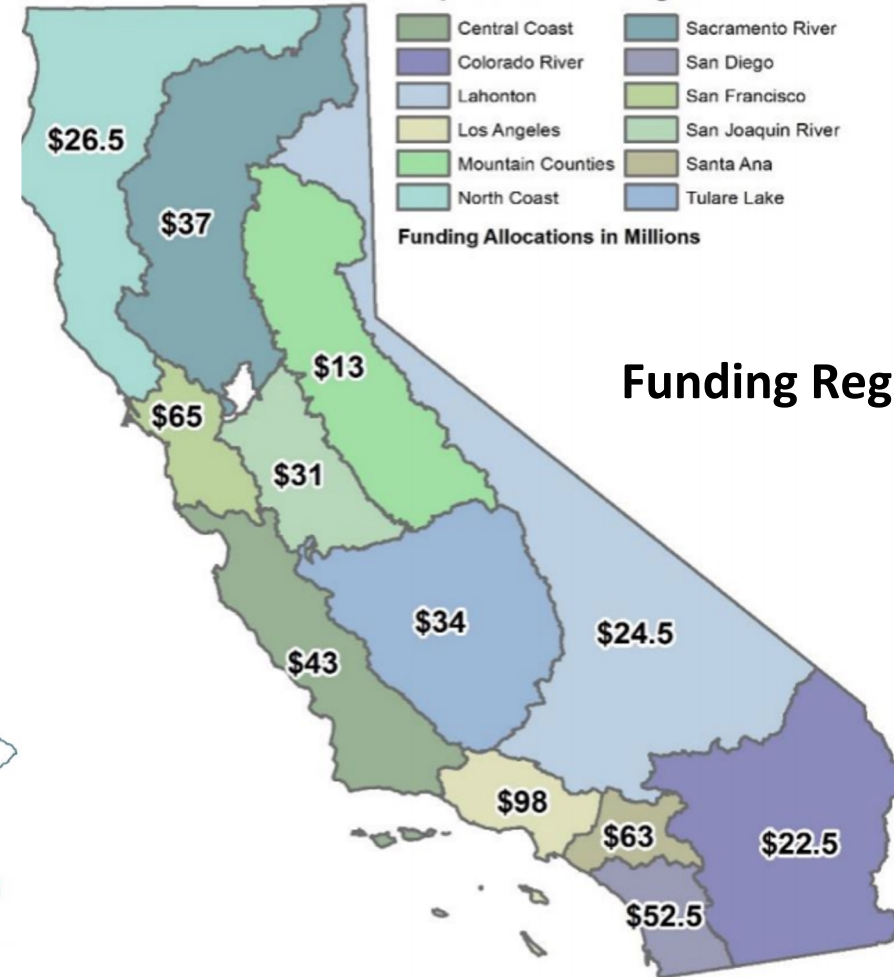 Central Coast
Colorado River
Lahonton
Los Angeles
Mountain Counties
North Coast
Sacramento River
San Diego
San Francisco
San Joaquin River
Santa Ana
Tulare Lake
Funding Allocations in Millions
$26.5
$37
$13
Funding Reg
$65
$31
$34
$24.5
$43
$98
$63
$22.5
$52.5